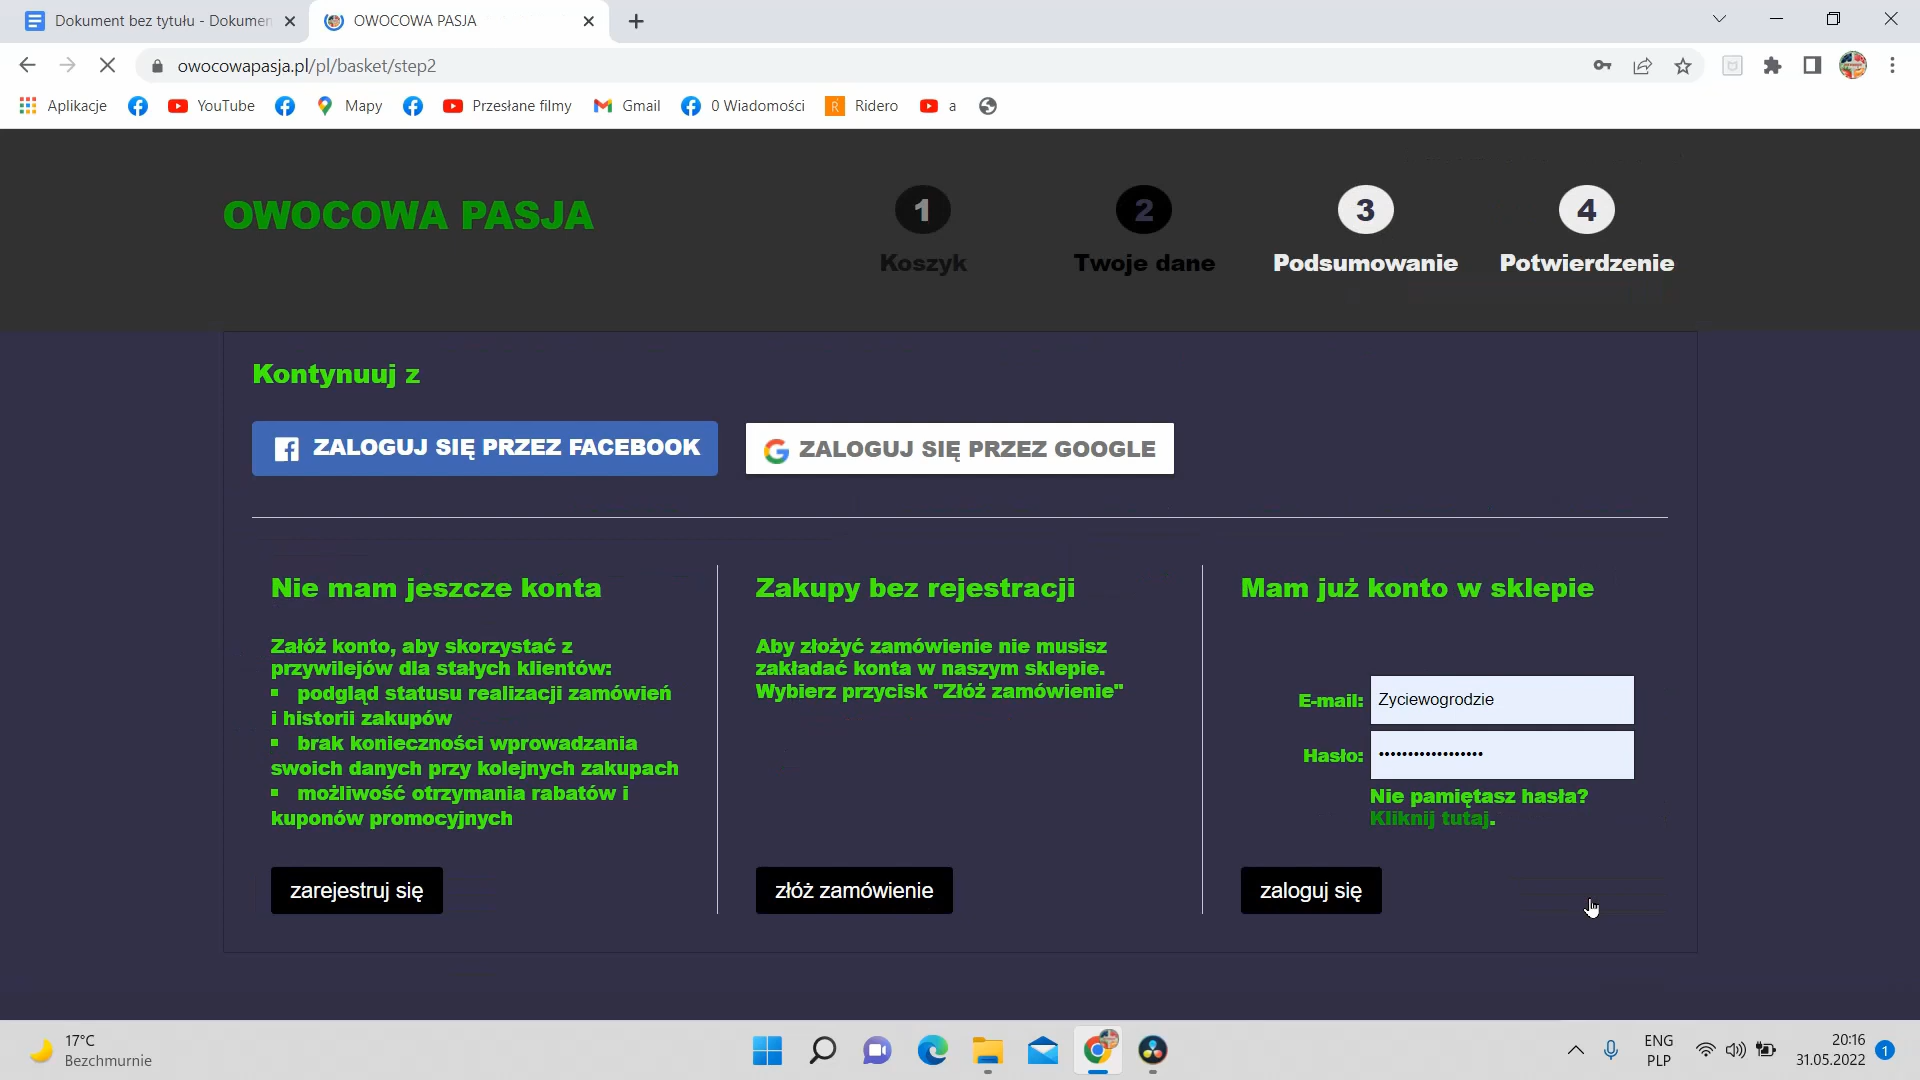 Dokument bez tytułu - Dokumen
OWOCOWA PASJA
owocowapasja.pl/pl/basket/step2
Aplikacje
YouTube
Mapy
Przesłane filmy
Gmail
0 Wiadomości
Ridero
a
OWOCOWA PASJA
1
2
3
4
Koszyk
Twoje dane
Podsumowanie
Potwierdzenie
Kontynuuj z
ZALOGUJ SIĘ PRZEZ FACEBOOK
ZALOGUJ SIĘ PRZEZ GOOGLE
Nie mam jeszcze konta
Załóż konto, aby skorzystać z
przywilejów dla stałych klientów:
▪ podgląd statusu realizacji zamówień
i historii zakupów
▪ brak konieczności wprowadzania
swoich danych przy kolejnych zakupach
▪ możliwość otrzymania rabatów i
kuponów promocyjnych
zarejestruj się
Zakupy bez rejestracji
Aby złożyć zamówienie nie musisz
zakładać konta w naszym sklepie.
Wybierz przycisk "Złóż zamówienie"
złóż zamówienie
Mam już konto w sklepie
E-mail: Zyciewogrodzie
Hasło: ••••••••••••••••••
Nie pamiętasz hasła?
Kliknij tutaj.
zaloguj się
17°C
Bezchmurnie
ENG
PLP
20:16
31.05.2022
1